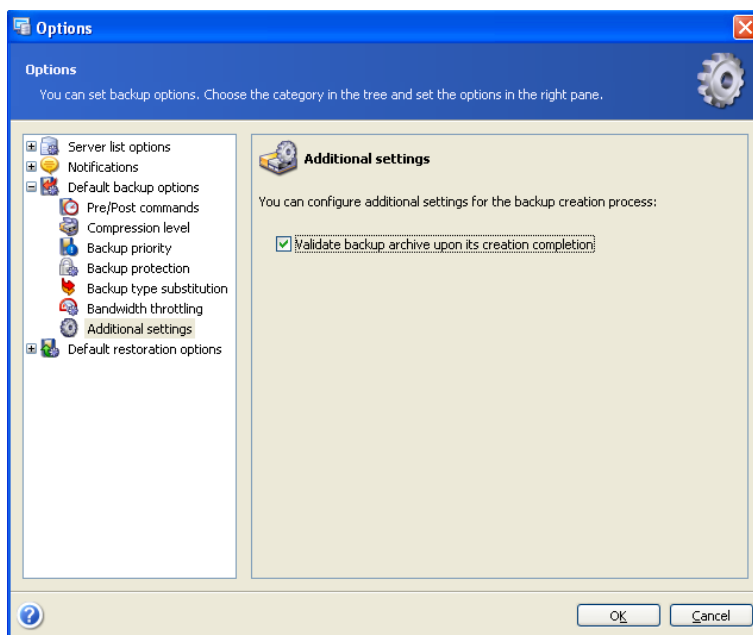 Options
Options
You can set backup options. Choose the category in the tree and set the options in the right pane.
Server list options
Notifications
Default backup options
Pre/Post commands
Compression level
Backup priority
Backup protection
Backup type substitution
Bandwidth throttling
Additional settings
Default restoration options
Additional settings
You can configure additional settings for the backup creation process:
Validate backup archive upon its creation completion
OK
Cancel